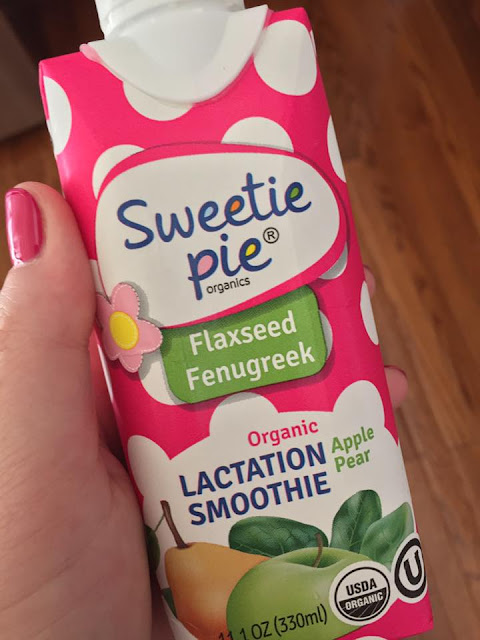 Sweetie
pie®
organics
Flaxseed
Fenugreek
Organic
LACTATION
SMOOTHIE
Apple
Pear
USDA
ORGANIC
U
11.1 OZ (330ml)